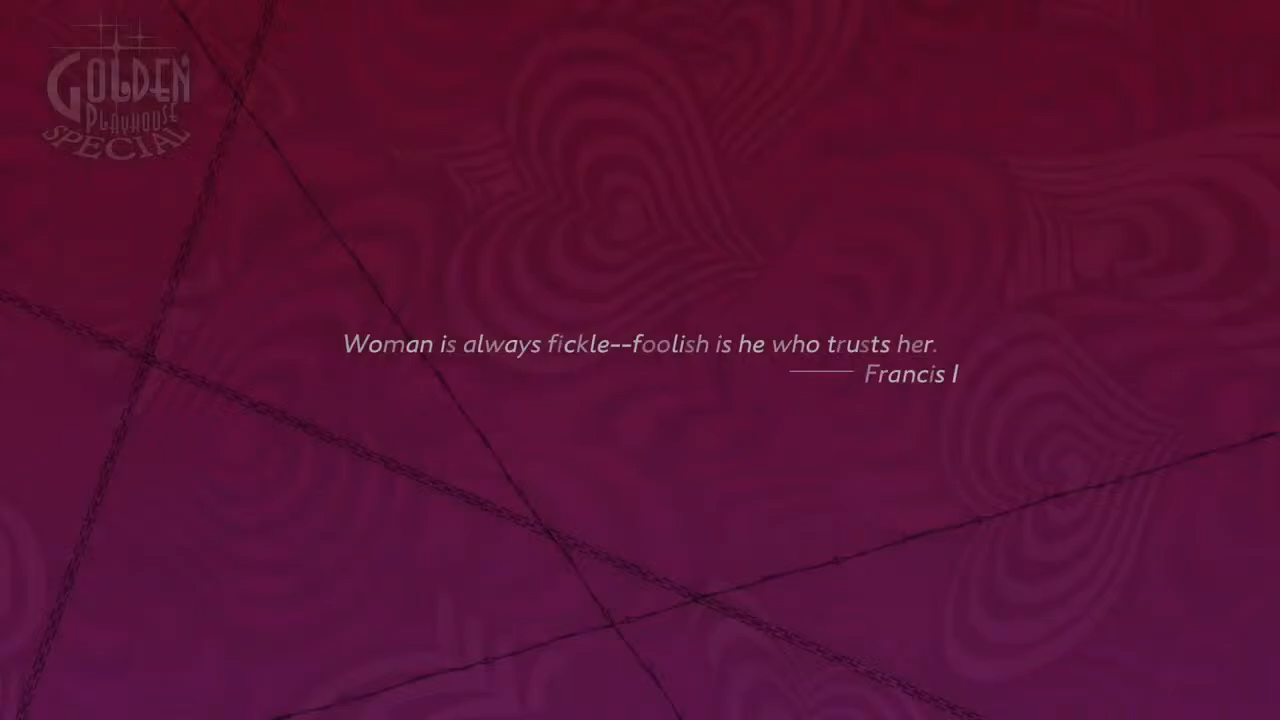 GOLDEN
PLAYHOUSE
SPECIAL
Woman is always fickle--foolish is he who trusts her.
Francis I